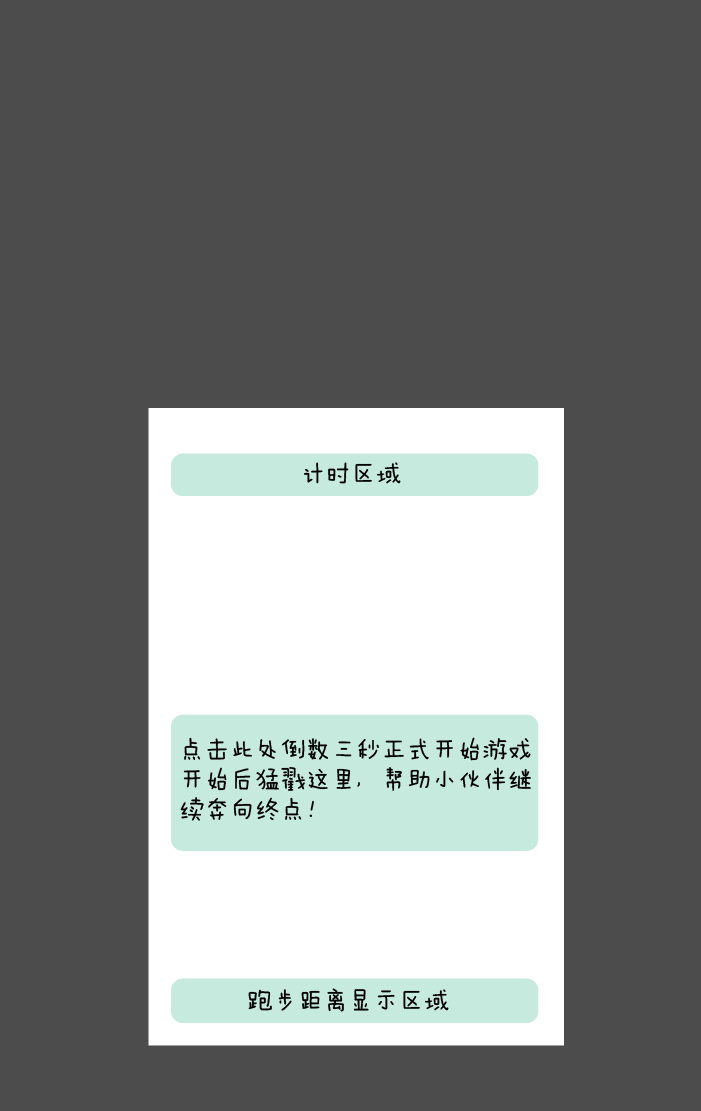 计时区域
点击此处倒数三秒正式开始游戏
开始后猛戳这里，帮助小伙伴继
续奔向终点！
跑步距离显示区域